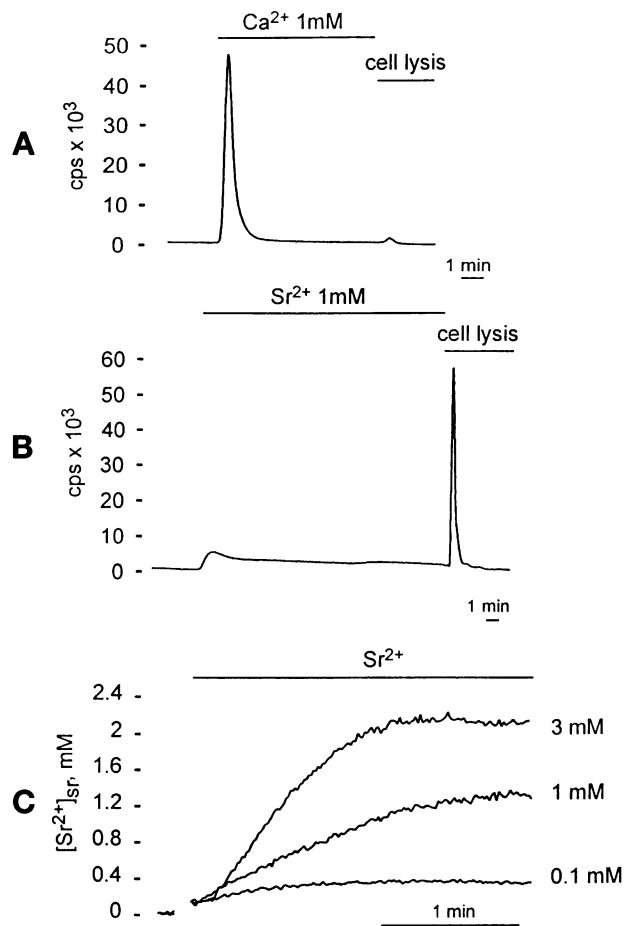 Ca2+ 1mM
50
cell lysis
40
A
30
cps x 103
20
10
0
1 min
Sr2+ 1mM
cell lysis
60
50
B
40
cps x 103
30
20
10
0
1 min
Sr2+
2.4
2
3 mM
1.6
C
[Sr2+]sr, mM
1.2
1 mM
0.8
0.4
0.1 mM
0
1 min